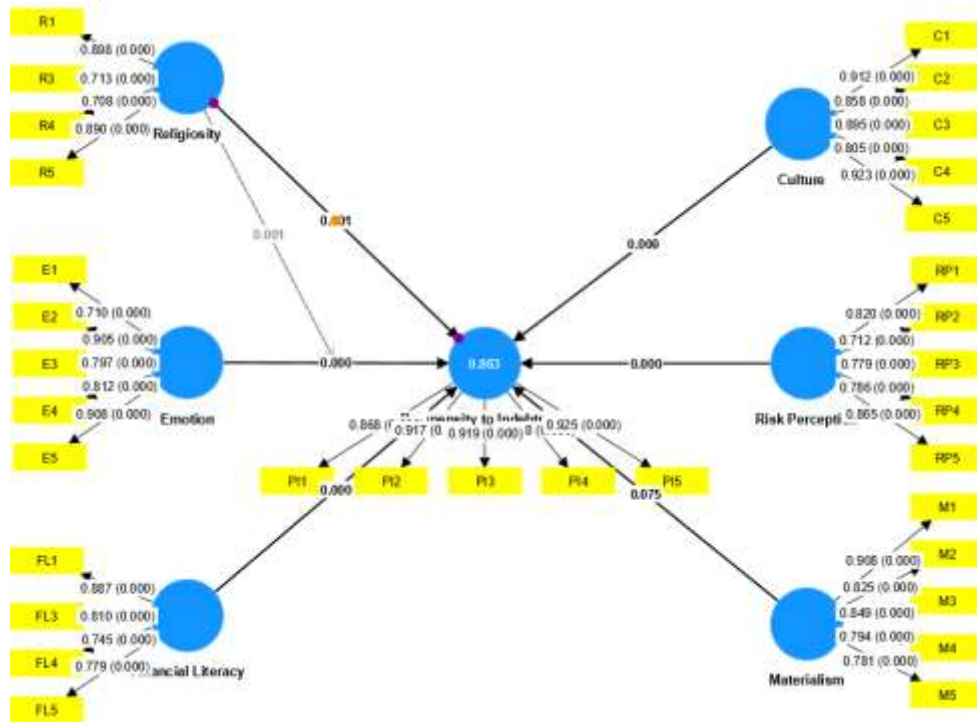 R1
R3
R4
R5
0.898 (0.000)
0.713 (0.000)
0.708 (0.000)
0.890 (0.000)
Religiosity
C1
C2
C3
C4
C5
0.912 (0.000)
0.858 (0.000)
0.895 (0.000)
0.805 (0.000)
0.923 (0.000)
Culture
0.001
0.000
E1
E2
E3
E4
E5
0.710 (0.000)
0.905 (0.000)
0.797 (0.000)
0.812 (0.000)
0.908 (0.000)
Emotion
0.000
0.863
0.000
RP1
RP2
RP3
RP4
RP5
0.820 (0.000)
0.712 (0.000)
0.779 (0.000)
0.786 (0.000)
0.865 (0.000)
Risk Percepti...
0.868
0.917
0.919 (0.000)
0.925 (0.000)
PI1
PI2
PI3
PI4
PI5
0.000
0.075
FL1
FL3
FL4
FL5
0.887 (0.000)
0.810 (0.000)
0.745 (0.000)
0.779 (0.000)
Literacy
M1
M2
M3
M4
M5
0.908 (0.000)
0.825 (0.000)
0.849 (0.000)
0.794 (0.000)
0.781 (0.000)
Materialism